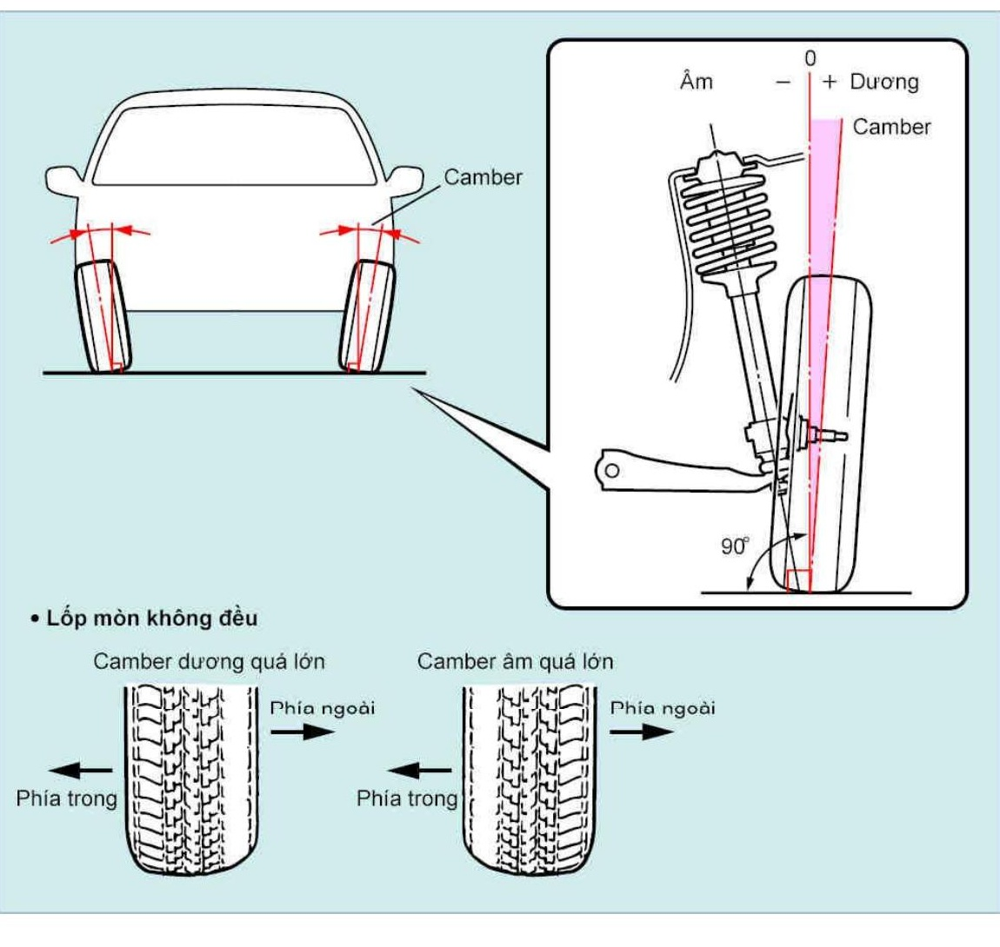 0
Âm – + Dương
Camber
Camber
90°
• Lốp mòn không đều
Camber dương quá lớn
Camber âm quá lớn
Phía ngoài
Phía trong
Phía ngoài
Phía trong